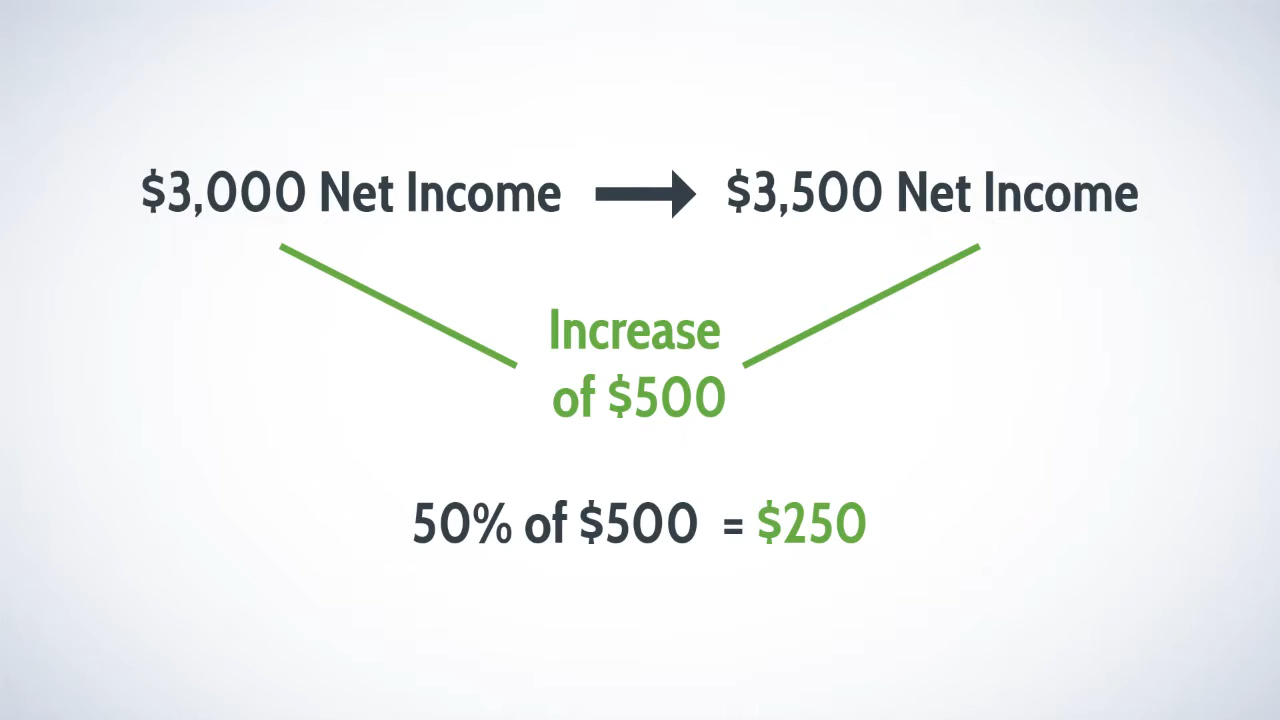 $3,000 Net Income → $3,500 Net Income
Increase
of $500
50% of $500 = $250